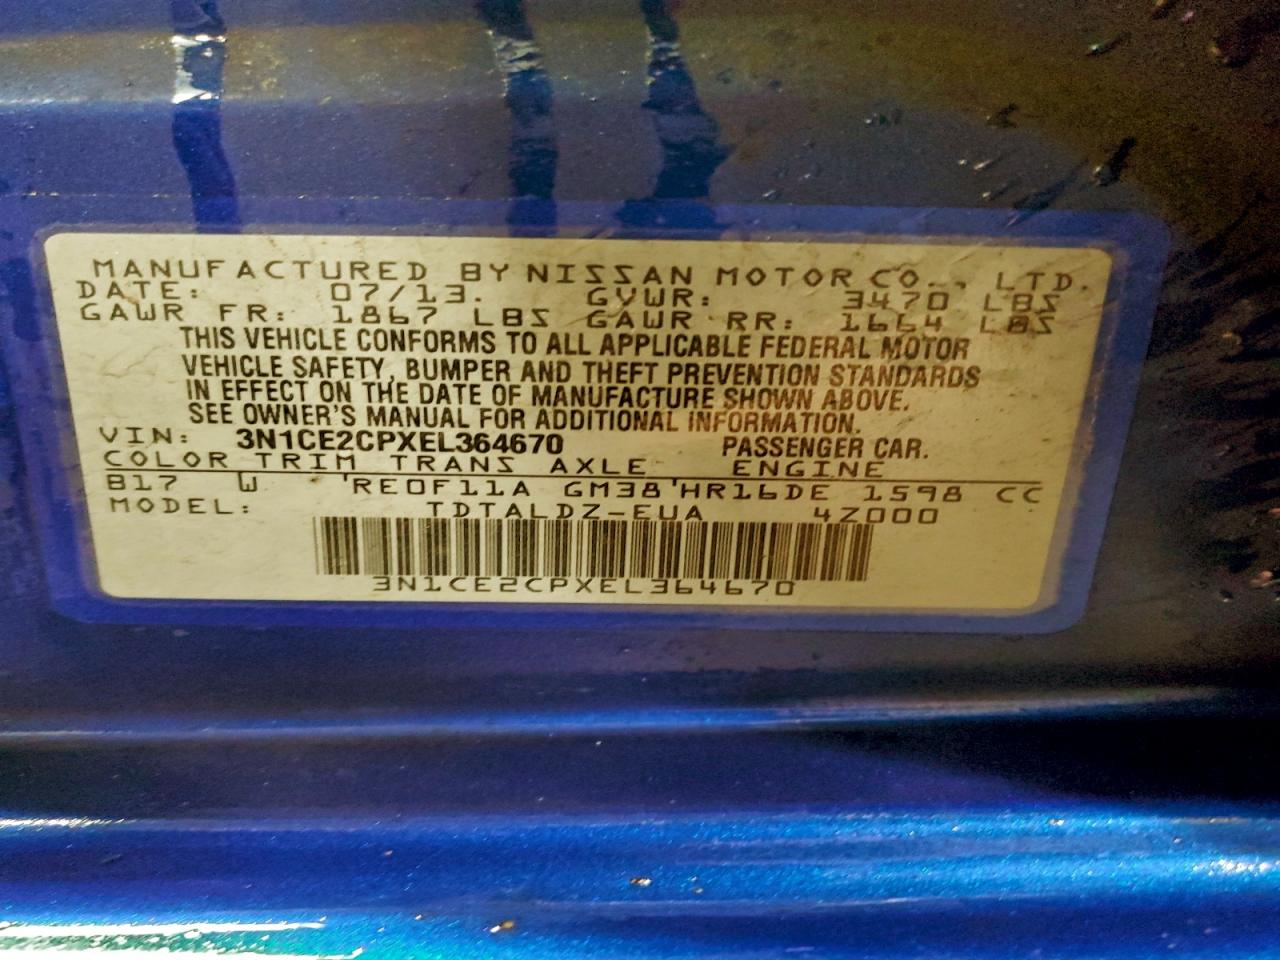 MANUFACTURED BY NISSAN MOTOR CO., LTD.
DATE: 07/13. GVWR: 3470 LBS
GAWR FR: 1867 LBS GAWR RR: 1664 LBS
THIS VEHICLE CONFORMS TO ALL APPLICABLE FEDERAL MOTOR
VEHICLE SAFETY, BUMPER AND THEFT PREVENTION STANDARDS
IN EFFECT ON THE DATE OF MANUFACTURE SHOWN ABOVE.
SEE OWNER'S MANUAL FOR ADDITIONAL INFORMATION.
VIN: 3N1CE2CPXEL364670 PASSENGER CAR.
COLOR TRIM TRANS AXLE ENGINE
B17 W 'RE0F11A GM38'HR16DE 1598 CC
MODEL: TDTALDZ-EUA 4Z000
3N1CE2CPXEL364670